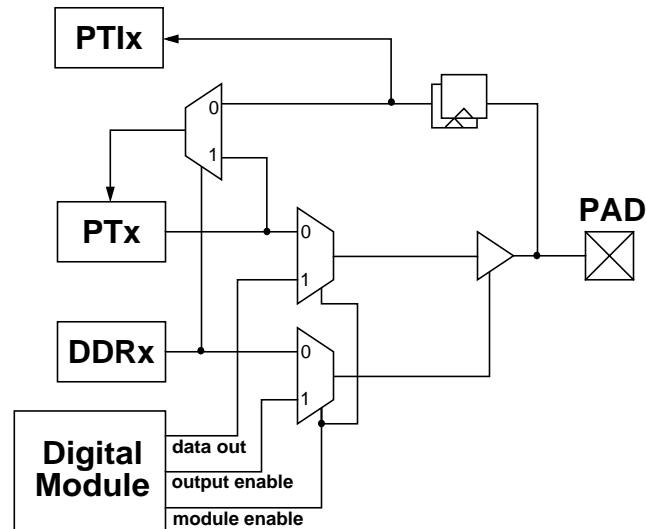 PTIx
0
1
PTx
PAD
0
1
DDRx
0
1
Digital
Module
data out
output enable
module enable